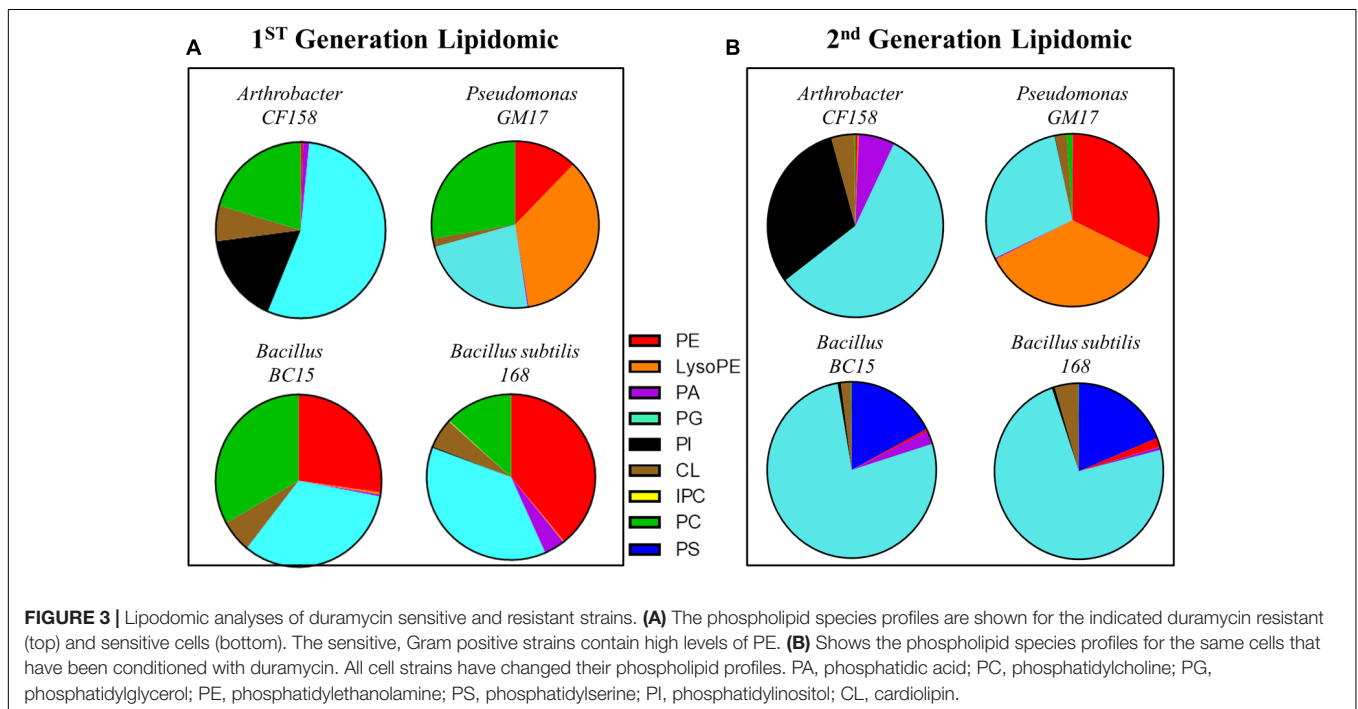 A
1ST Generation Lipidomic
Arthrobacter
CF158
Pseudomonas
GM17
Bacillus
BC15
Bacillus subtilis
168
PE
LysoPE
PA
PG
PI
CL
IPC
PC
PS
B
2nd Generation Lipidomic
Arthrobacter
CF158
Pseudomonas
GM17
Bacillus
BC15
Bacillus subtilis
168
FIGURE 3 | Lipodomic analyses of duramycin sensitive and resistant strains. (A) The phospholipid species profiles are shown for the indicated duramycin resistant
(top) and sensitive cells (bottom). The sensitive, Gram positive strains contain high levels of PE. (B) Shows the phospholipid species profiles for the same cells that
have been conditioned with duramycin. All cell strains have changed their phospholipid profiles. PA, phosphatidic acid; PC, phosphatidylcholine; PG,
phosphatidylglycerol; PE, phosphatidylethanolamine; PS, phosphatidylserine; PI, phosphatidylinositol; CL, cardiolipin.